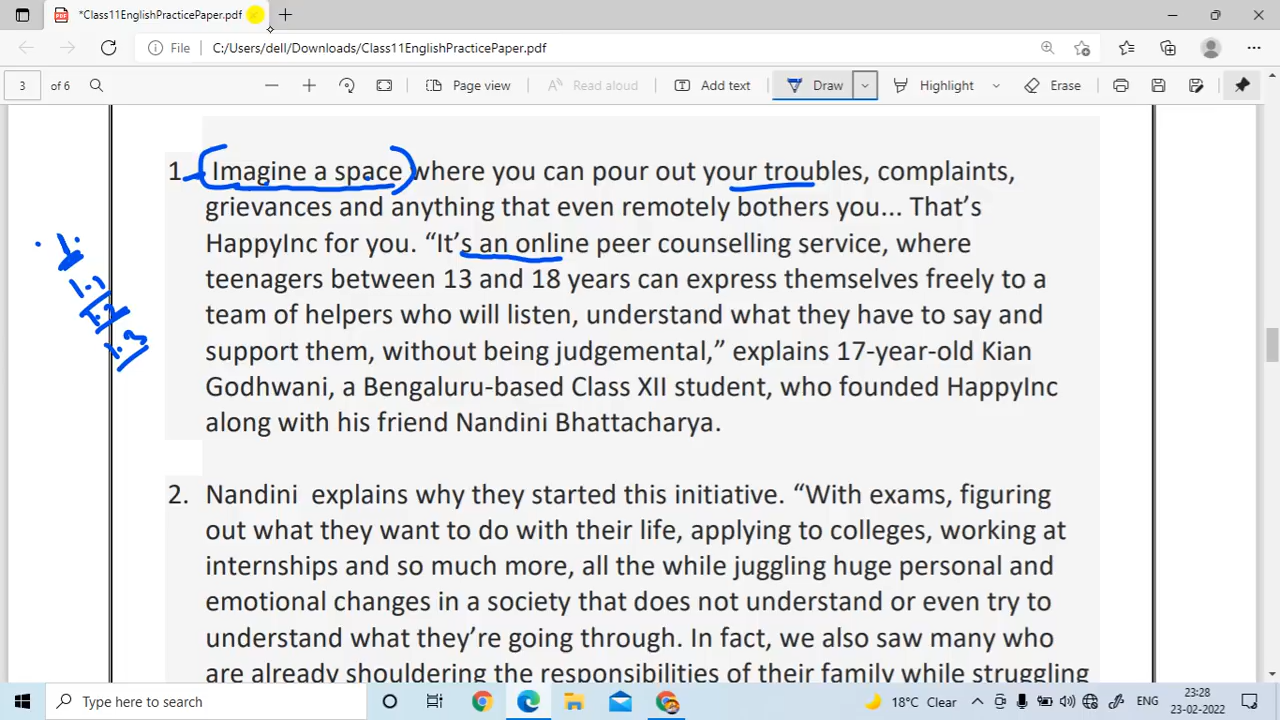 *Class11EnglishPracticePaper.pdf
File C:/Users/dell/Downloads/Class11EnglishPracticePaper.pdf
3 of 6 Page view Read aloud Add text Draw Highlight Erase
1. Imagine a space where you can pour out your troubles, complaints,
grievances and anything that even remotely bothers you... That's
HappyInc for you. “It's an online peer counselling service, where
teenagers between 13 and 18 years can express themselves freely to a
team of helpers who will listen, understand what they have to say and
support them, without being judgemental,” explains 17-year-old Kian
Godhwani, a Bengaluru-based Class XII student, who founded HappyInc
along with his friend Nandini Bhattacharya.
2. Nandini explains why they started this initiative. “With exams, figuring
out what they want to do with their life, applying to colleges, working at
internships and so much more, all the while juggling huge personal and
emotional changes in a society that does not understand or even try to
understand what they're going through. In fact, we also saw many who
are already shouldering the responsibilities of their family while struggling
Type here to search 18°C Clear ENG 23:28
23-02-2022